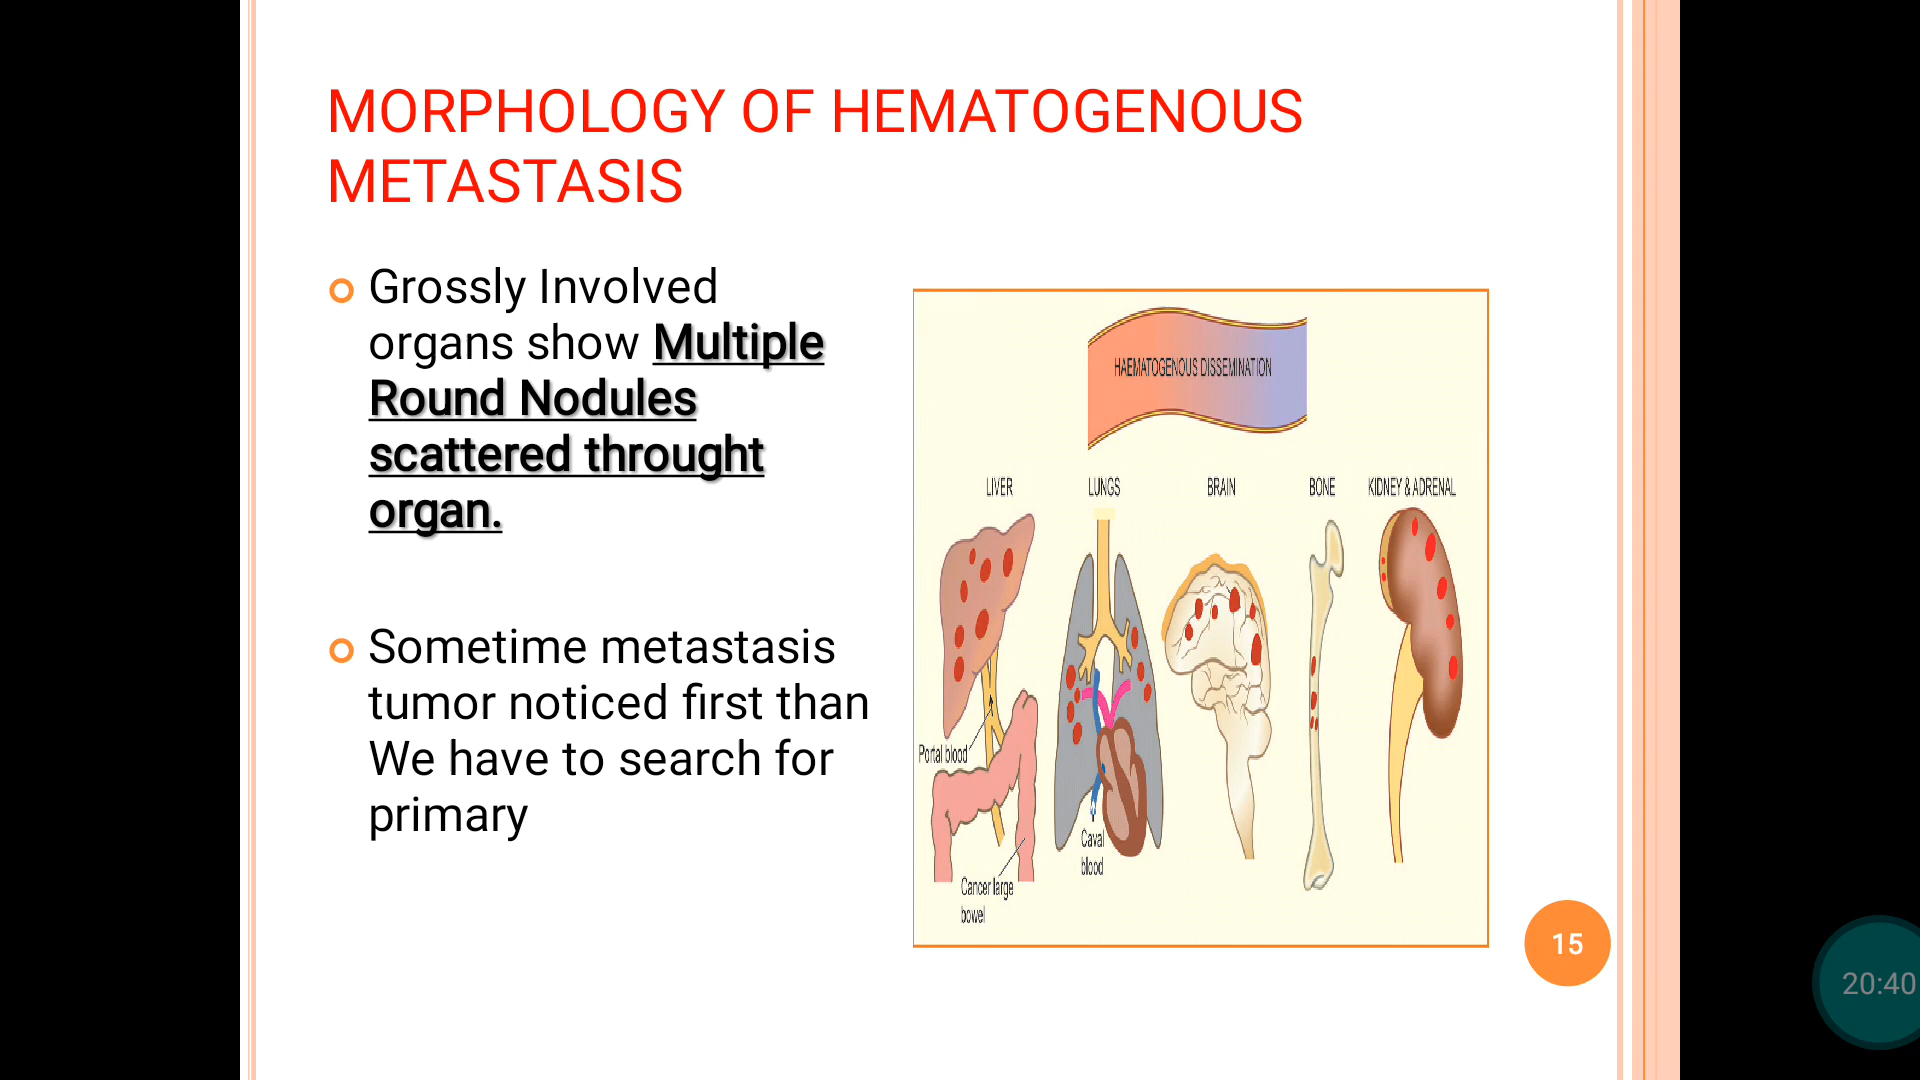 MORPHOLOGY OF HEMATOGENOUS
METASTASIS
Grossly Involved
organs show Multiple
Round Nodules
scattered throught
organ.
Sometime metastasis
tumor noticed first than
We have to search for
primary
HAEMATOGENOUS DISSEMINATION
LIVER
LUNGS
BRAIN
BONE
KIDNEY & ADRENAL
Portal blood
Caval
blood
Cancer large
bowel
15
20:40